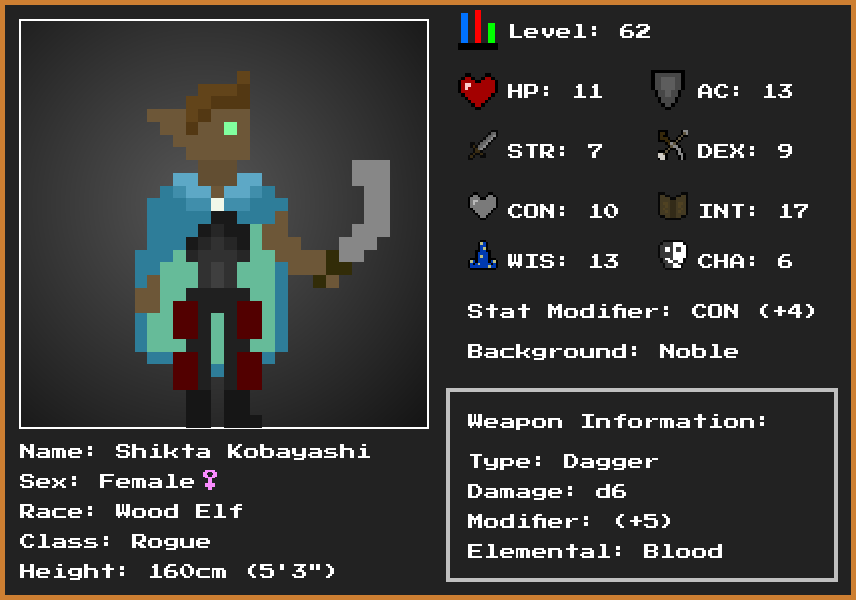 Level: 62
HP: 11
AC: 13
STR: 7
DEX: 9
CON: 10
INT: 17
WIS: 13
CHA: 6
Stat Modifier: CON (+4)
Background: Noble
Weapon Information:
Type: Dagger
Damage: d6
Modifier: (+5)
Elemental: Blood
Name: Shikta Kobayashi
Sex: Female♀
Race: Wood Elf
Class: Rogue
Height: 160cm (5'3")